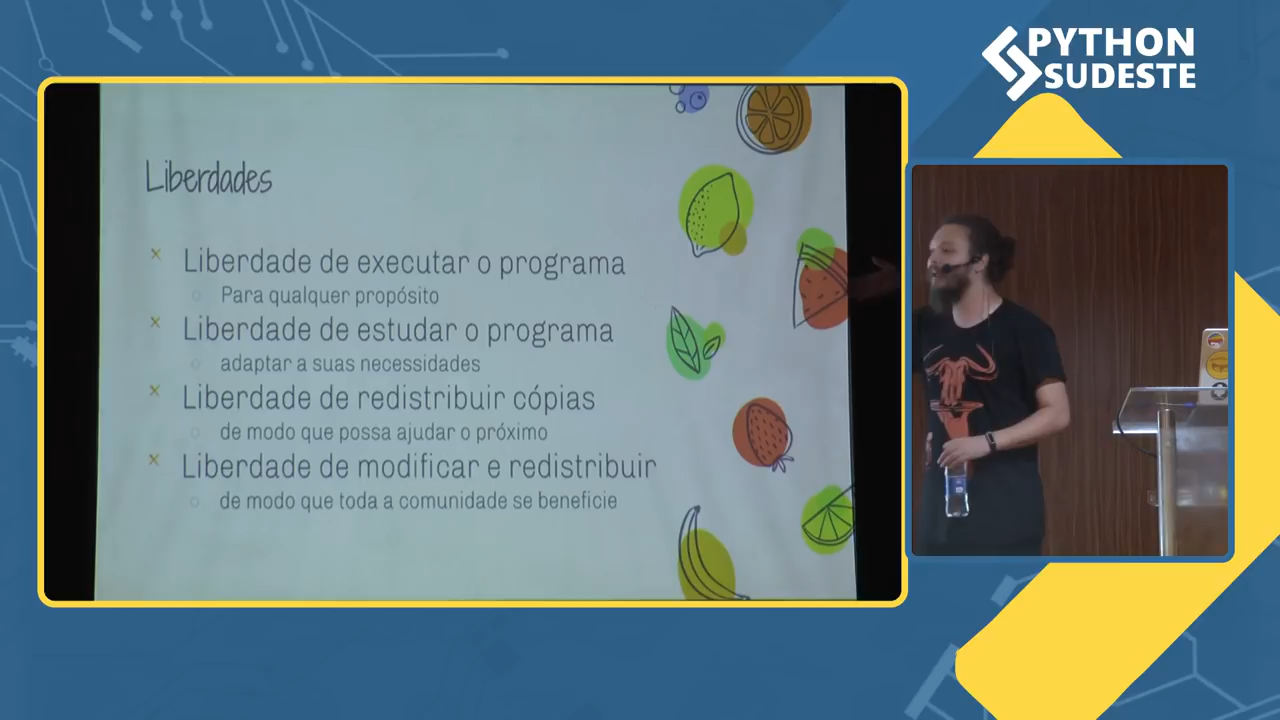 PYTHON
SUDESTE
Liberdades
Liberdade de executar o programa
Para qualquer propósito
Liberdade de estudar o programa
adaptar a suas necessidades
Liberdade de redistribuir cópias
de modo que possa ajudar o próximo
Liberdade de modificar e redistribuir
de modo que toda a comunidade se beneficie